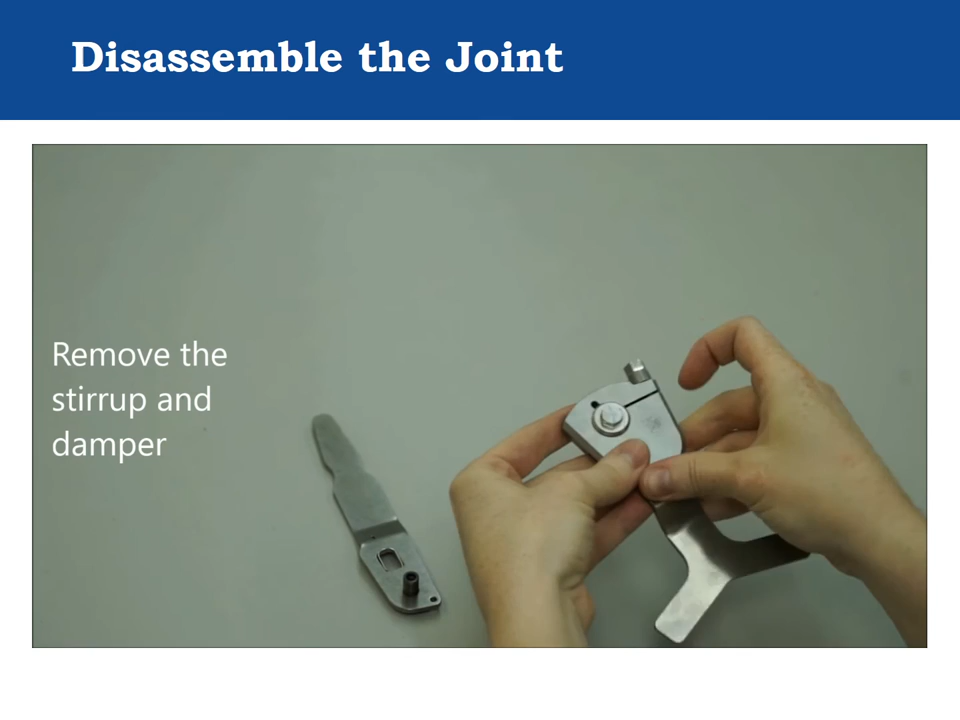 Disassemble the Joint
Remove the
stirrup and
damper